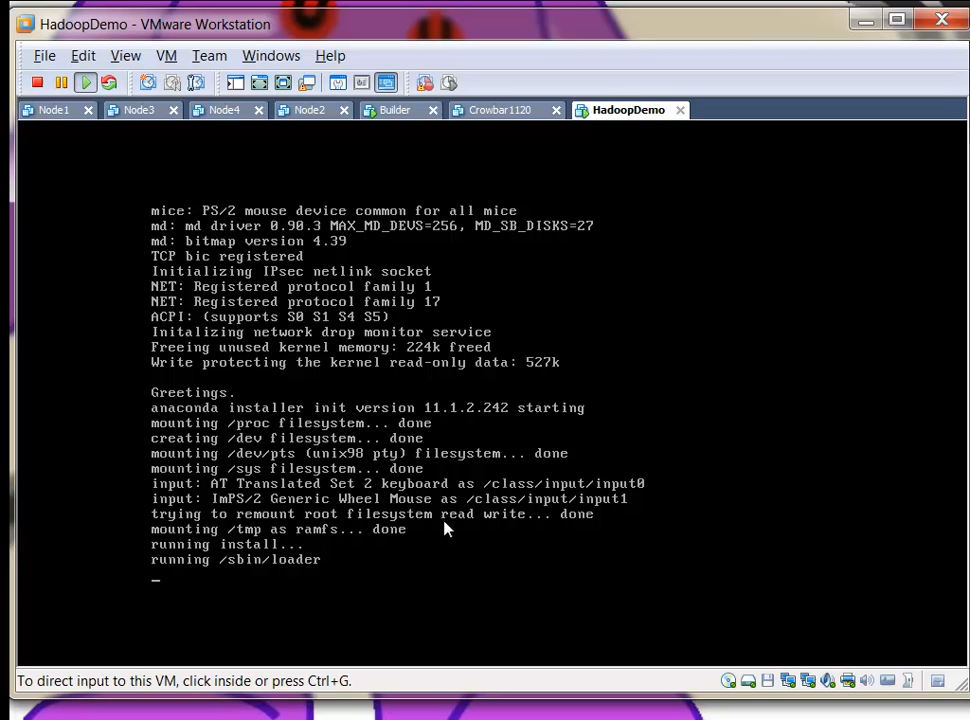 HadoopDemo - VMware Workstation
File Edit View VM Team Windows Help
Node1 Node3 Node4 Node2 Builder Crowbar1120 HadoopDemo
mice: PS/2 mouse device common for all mice
md: md driver 0.90.3 MAX_MD_DEVS=256, MD_SB_DISKS=27
md: bitmap version 4.39
TCP bic registered
Initializing IPsec netlink socket
NET: Registered protocol family 1
NET: Registered protocol family 17
ACPI: (supports S0 S1 S4 S5)
Initalizing network drop monitor service
Freeing unused kernel memory: 224k freed
Write protecting the kernel read-only data: 527k
Greetings.
anaconda installer init version 11.1.2.242 starting
mounting /proc filesystem... done
creating /dev filesystem... done
mounting /dev/pts (unix98 pty) filesystem... done
mounting /sys filesystem... done
input: AT Translated Set 2 keyboard as /class/input/input0
input: ImPS/2 Generic Wheel Mouse as /class/input/input1
trying to remount root filesystem read write... done
mounting /tmp as ramfs... done
running install...
running /sbin/loader
_
To direct input to this VM, click inside or press Ctrl+G.